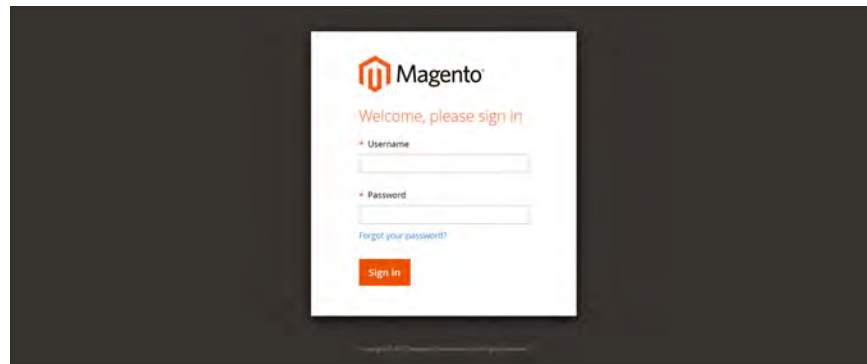 Magento
Welcome, please sign in
* Username
* Password
Forgot your password?
Sign in